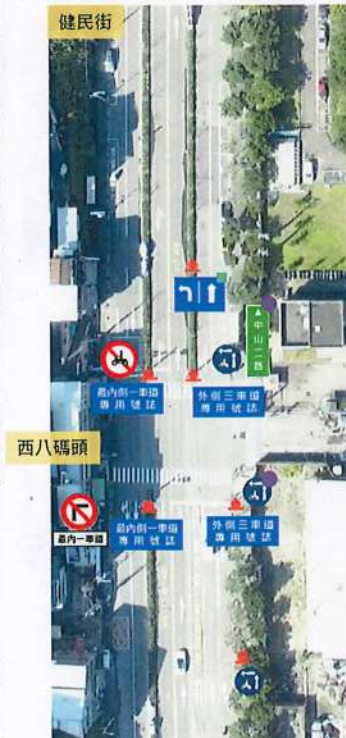 健民街
▲中山二路
最內側一車道
專用號誌
外側三車道
專用號誌
西八碼頭
最內一車道
最內側一車道
專用號誌
外側三車道
專用號誌